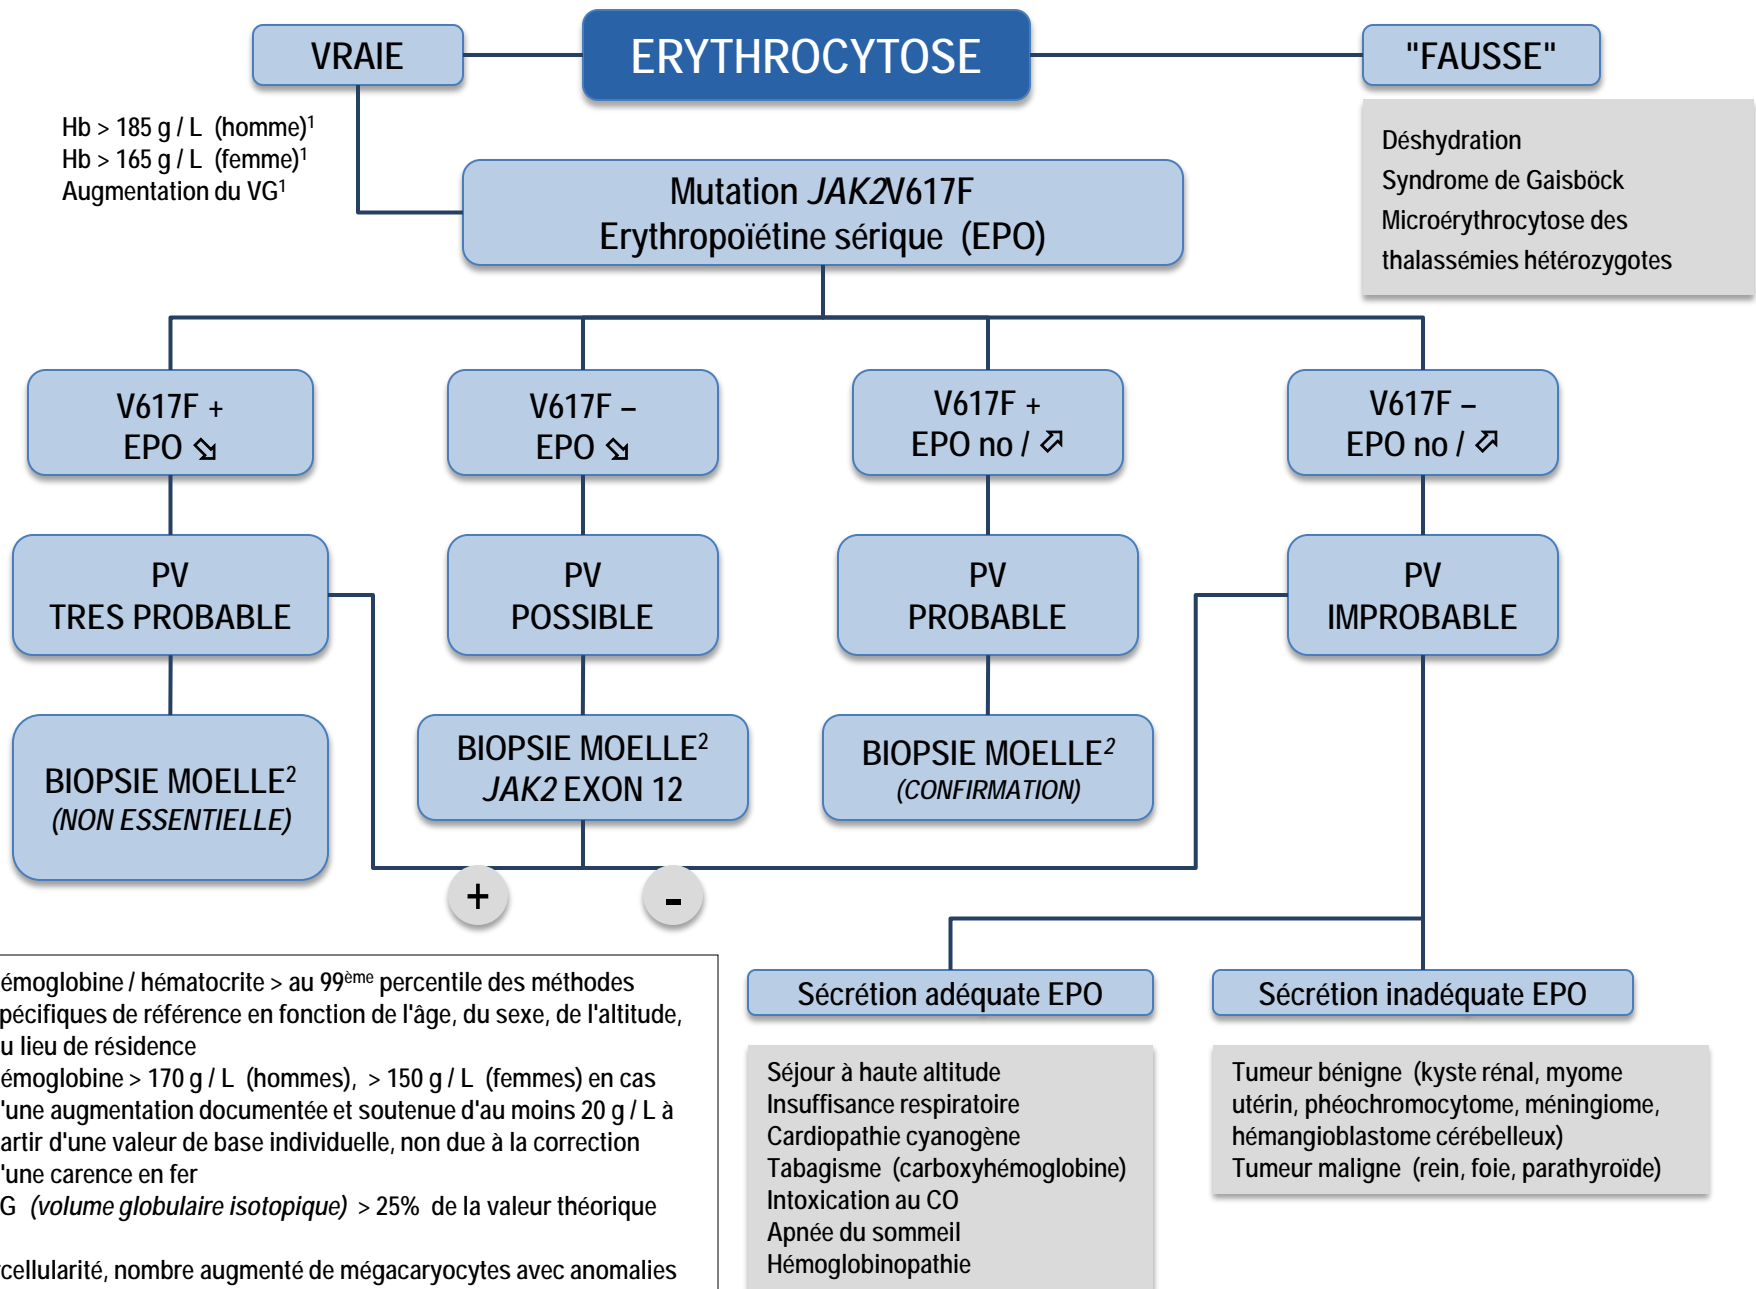 ERYTHROCYTOSE
VRAIE
"FAUSSE"
Hb > 185 g / L (homme)¹
Hb > 165 g / L (femme)¹
Augmentation du VG¹
Déshydration
Syndrome de Gaisböck
Microérythrocytose des
thalassémies hétérozygotes
Mutation JAK2V617F
Erythropoïétine sérique (EPO)
V617F +
EPO ⬂
V617F –
EPO ⬂
V617F +
EPO no / ⬀
V617F –
EPO no / ⬀
PV
TRES PROBABLE
PV
POSSIBLE
PV
PROBABLE
PV
IMPROBABLE
BIOPSIE MOELLE²
(NON ESSENTIELLE)
BIOPSIE MOELLE²
JAK2 EXON 12
BIOPSIE MOELLE²
(CONFIRMATION)
+
-
émoglobine / hématocrite > au 99ème percentile des méthodes
pécifiques de référence en fonction de l'âge, du sexe, de l'altitude,
u lieu de résidence
émoglobine > 170 g / L (hommes), > 150 g / L (femmes) en cas
'une augmentation documentée et soutenue d'au moins 20 g / L à
artir d'une valeur de base individuelle, non due à la correction
'une carence en fer
G (volume globulaire isotopique) > 25% de la valeur théorique
cellularité, nombre augmenté de mégacaryocytes avec anomalies
Sécrétion adéquate EPO
Séjour à haute altitude
Insuffisance respiratoire
Cardiopathie cyanogène
Tabagisme (carboxyhémoglobine)
Intoxication au CO
Apnée du sommeil
Hémoglobinopathie
Sécrétion inadéquate EPO
Tumeur bénigne (kyste rénal, myome
utérin, phéochromocytome, méningiome,
hémangioblastome cérébelleux)
Tumeur maligne (rein, foie, parathyroïde)